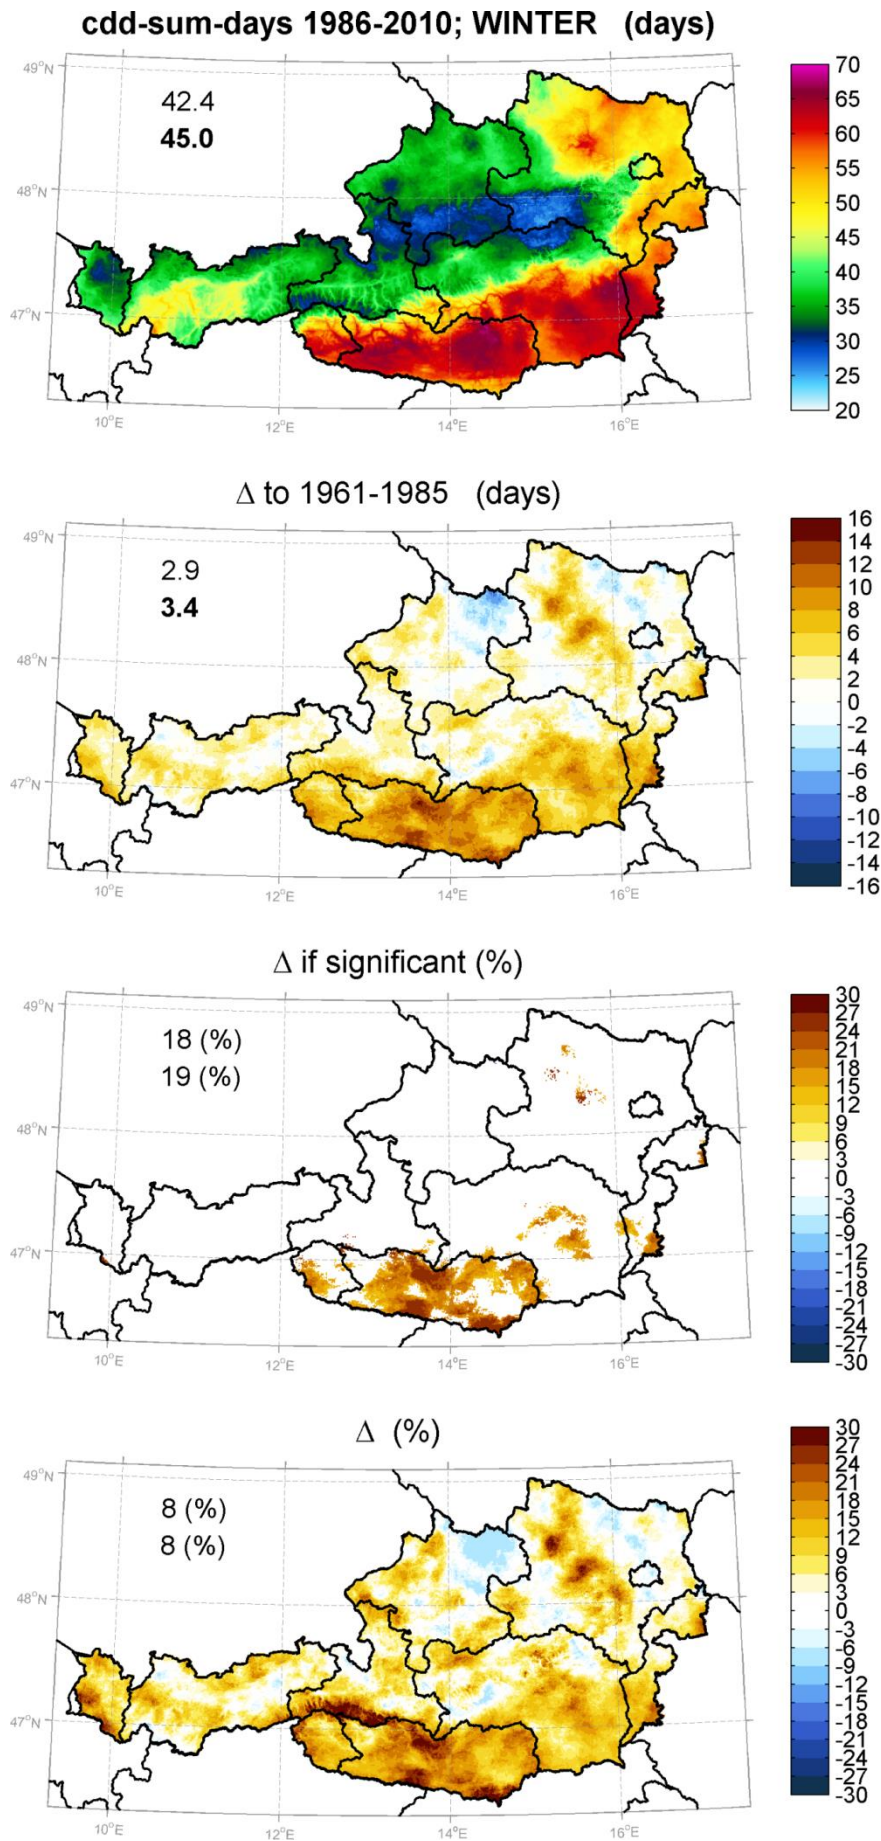 cdd-sum-days 1986-2010; WINTER (days)
49°N
48°N
47°N
10°E
12°E
14°E
16°E
42.4
45.0
70
65
60
55
50
45
40
35
30
25
20
Δ to 1961-1985 (days)
49°N
48°N
47°N
10°E
12°E
14°E
16°E
2.9
3.4
16
14
12
10
8
6
4
2
0
-2
-4
-6
-8
-10
-12
-14
-16
Δ if significant (%)
49°N
48°N
47°N
10°E
12°E
14°E
16°E
18 (%)
19 (%)
30
27
24
21
18
15
12
9
6
3
0
-3
-6
-9
-12
-15
-18
-21
-24
-27
-30
Δ (%)
49°N
48°N
47°N
10°E
12°E
14°E
16°E
8 (%)
8 (%)
30
27
24
21
18
15
12
9
6
3
0
-3
-6
-9
-12
-15
-18
-21
-24
-27
-30